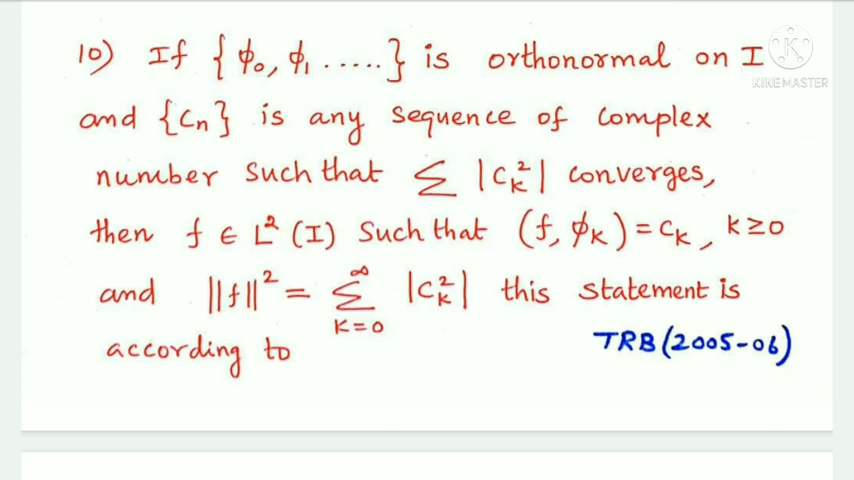 10) If {ϕ₀, ϕ₁ .....} is orthonormal on I
KINEMASTER
and {cₙ} is any sequence of complex
number such that Σ |cₖ²| converges,
then f ∈ L² (I) such that (f, ϕₖ) = cₖ, k≥0
and ||f||² = Σ_{k=0}^{∞} |cₖ²| this statement is
according to TRB(2005-06)